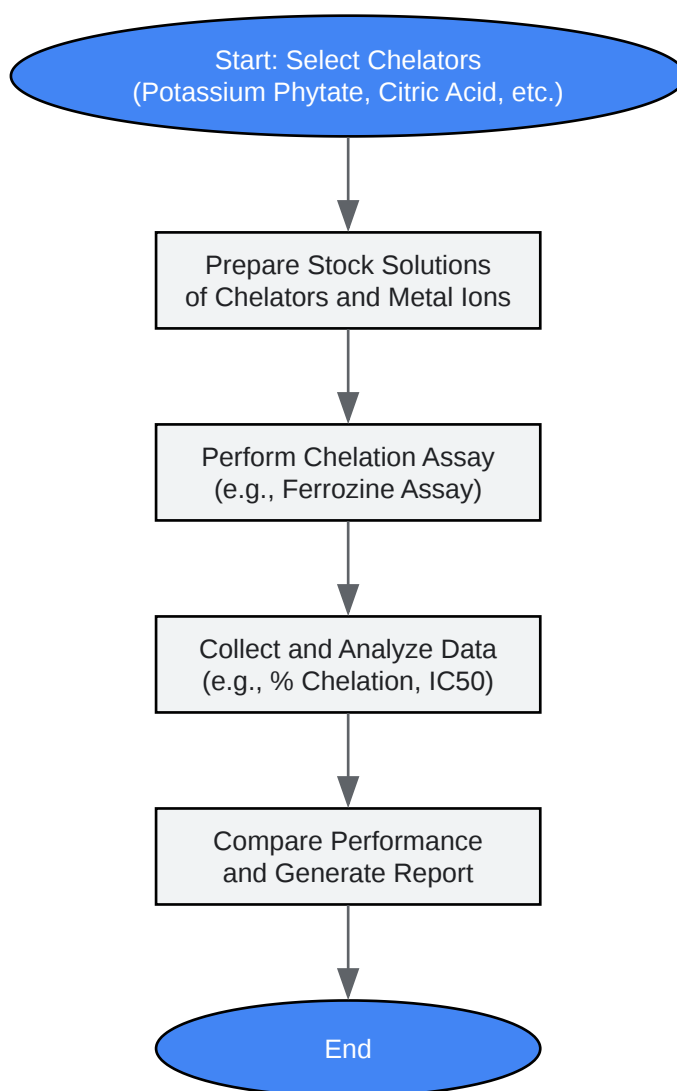 Start: Select Chelators
(Potassium Phytate, Citric Acid, etc.)
Prepare Stock Solutions
of Chelators and Metal Ions
Perform Chelation Assay
(e.g., Ferrozine Assay)
Collect and Analyze Data
(e.g., % Chelation, IC50)
Compare Performance
and Generate Report
End